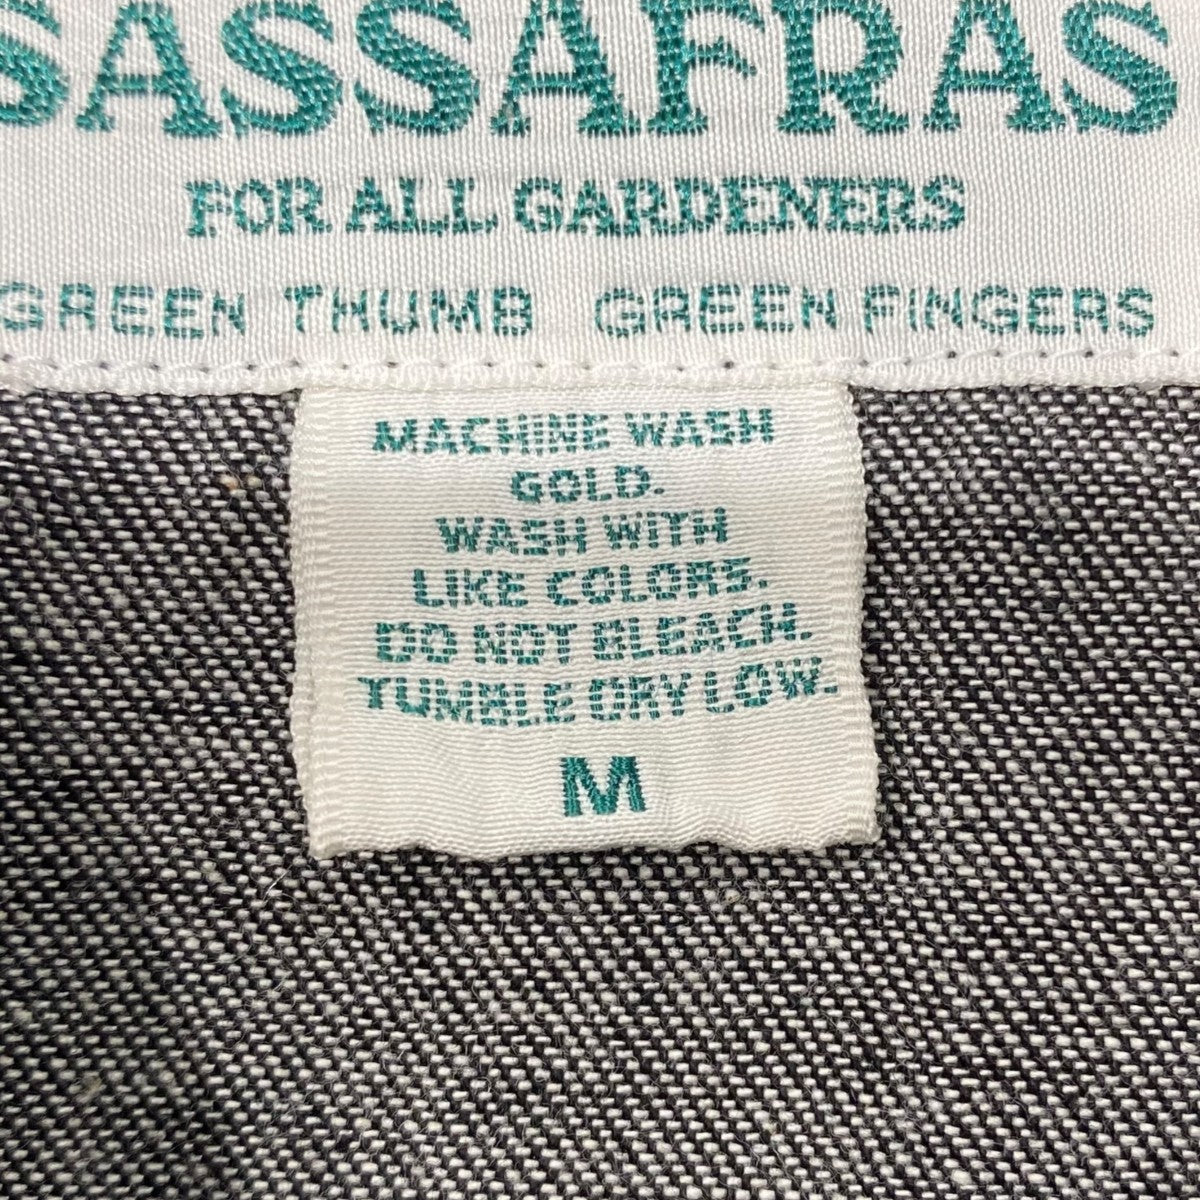 SASSAFRAS
FOR ALL GARDENERS
GREEN THUMB GREEN FINGERS
MACHINE WASH
GOLD.
WASH WITH
LIKE COLORS.
DO NOT BLEACH.
TUMBLE DRY LOW.
M